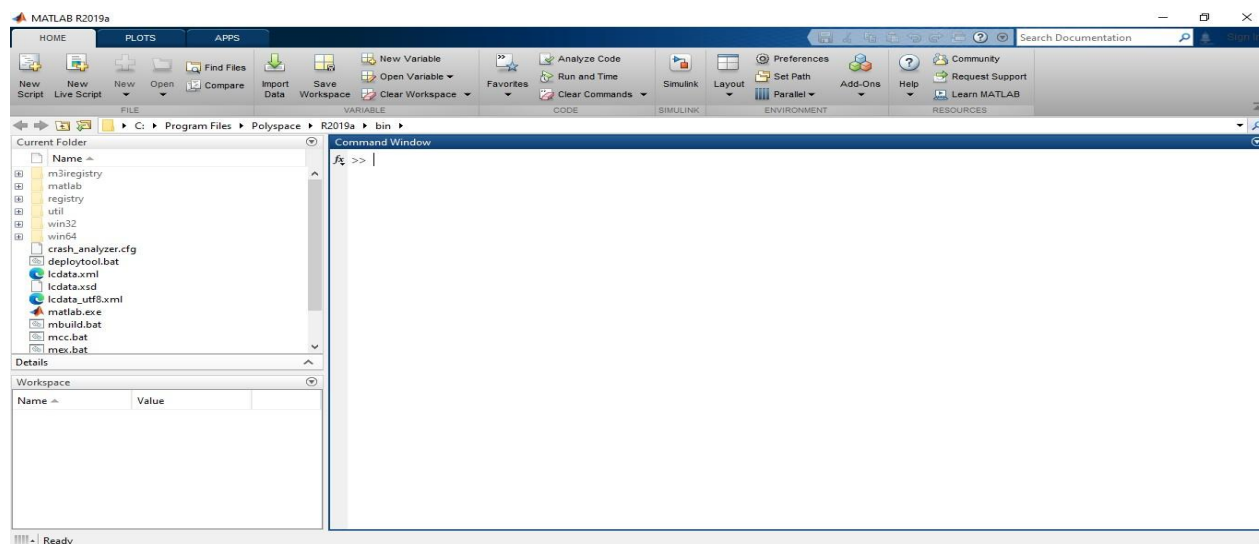 MATLAB R2019a
HOME PLOTS APPS
Search Documentation
Sign In
New Script
New Live Script
New
Open
Find Files
Compare
Import Data
Save Workspace
New Variable
Open Variable
Clear Workspace
Favorites
Analyze Code
Run and Time
Clear Commands
Simulink
Layout
Preferences
Set Path
Parallel
Add-Ons
Help
Community
Request Support
Learn MATLAB
FILE VARIABLE CODE SIMULINK ENVIRONMENT RESOURCES
C: Program Files Polyspace R2019a bin
Current Folder
Name
m3iregistry
matlab
registry
util
win32
win64
crash_analyzer.cfg
deploytool.bat
lcdata.xml
lcdata.xsd
lcdata_utf8.xml
matlab.exe
mbuild.bat
mcc.bat
mex.bat
Details
Workspace
Name Value
Command Window
fx >>
Ready